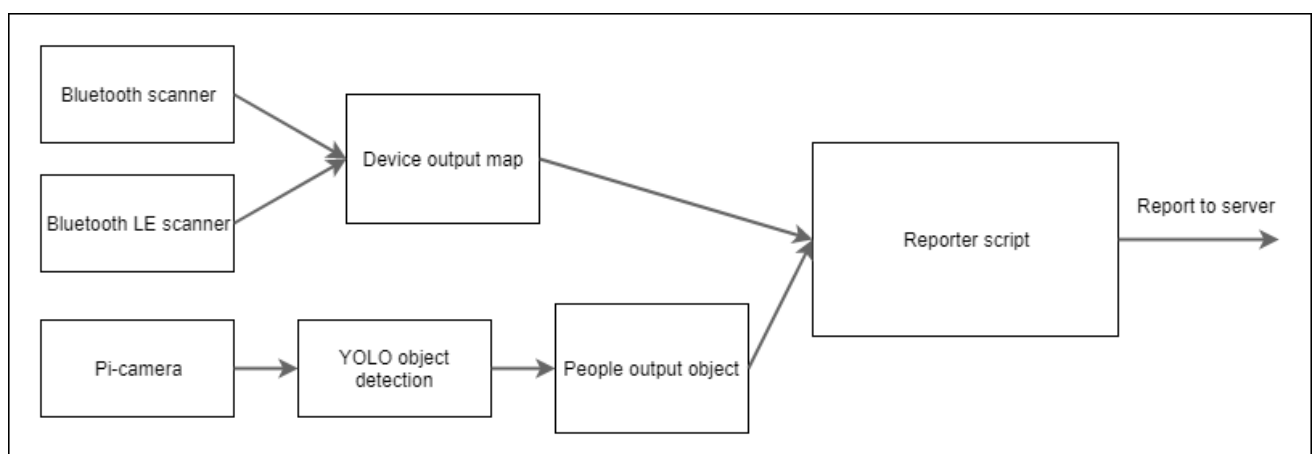 Bluetooth scanner
Bluetooth LE scanner
Device output map
Pi-camera
YOLO object
detection
People output object
Reporter script
Report to server